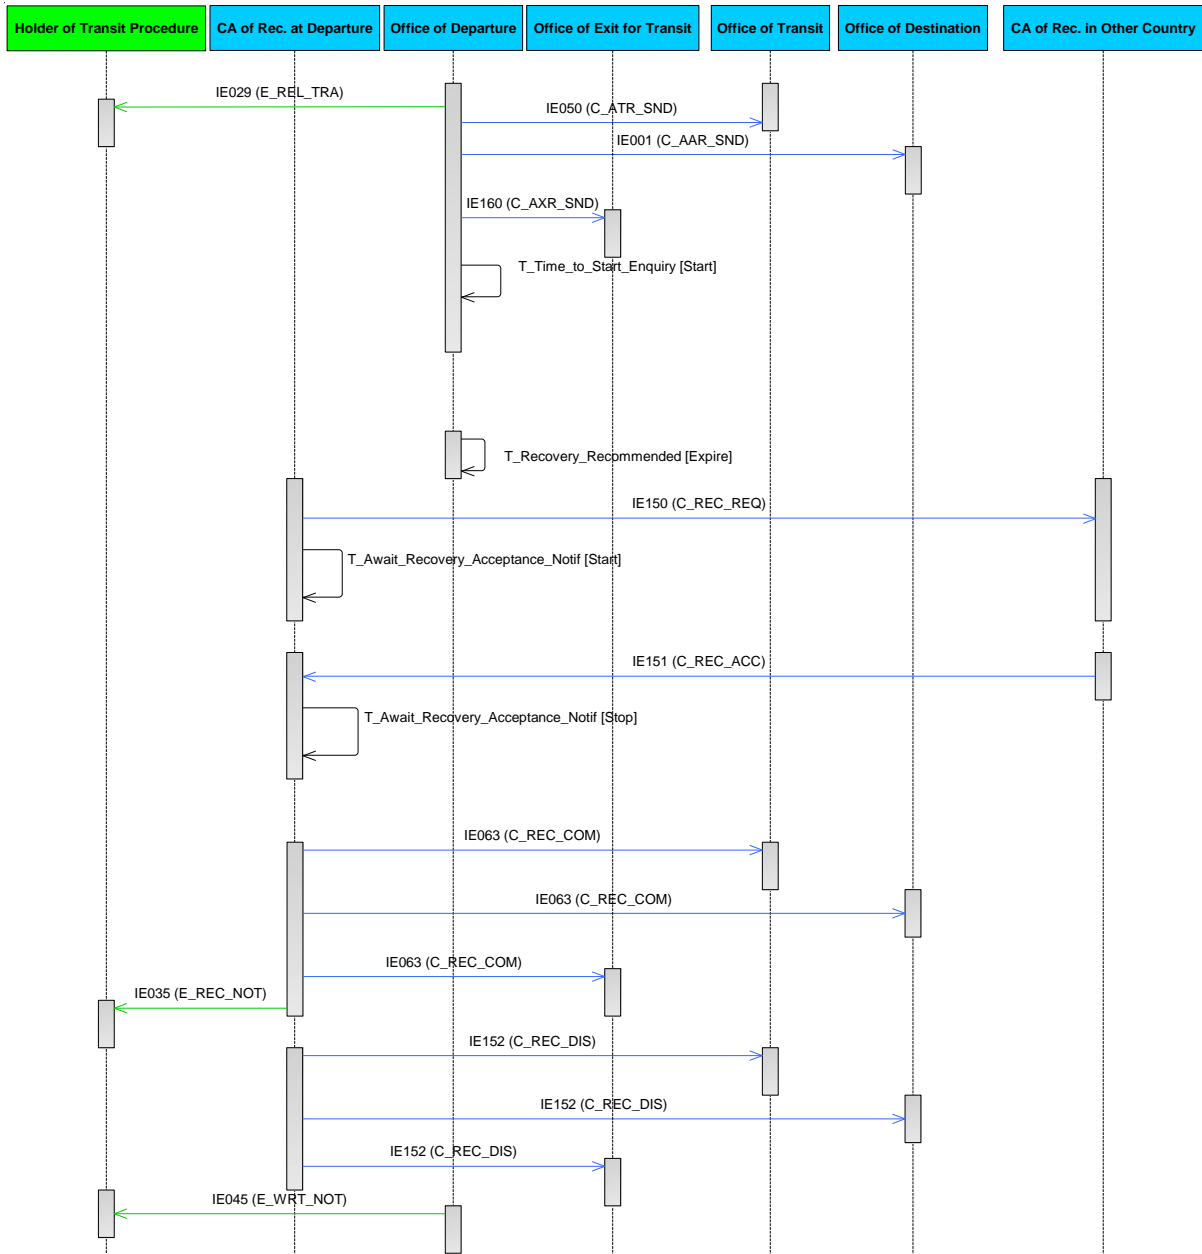 Holder of Transit Procedure
CA of Rec. at Departure
Office of Departure
Office of Exit for Transit
Office of Transit
Office of Destination
CA of Rec. in Other Country
IE029 (E_REL_TRA)
IE050 (C_ATR_SND)
IE001 (C_AAR_SND)
IE160 (C_AXR_SND)
T_Time_to_Start_Enquiry [Start]
T_Recovery_Recommended [Expire]
IE150 (C_REC_REQ)
T_Await_Recovery_Acceptance_Notif [Start]
IE151 (C_REC_ACC)
T_Await_Recovery_Acceptance_Notif [Stop]
IE063 (C_REC_COM)
IE063 (C_REC_COM)
IE063 (C_REC_COM)
IE035 (E_REC_NOT)
IE152 (C_REC_DIS)
IE152 (C_REC_DIS)
IE152 (C_REC_DIS)
IE045 (E_WRT_NOT)